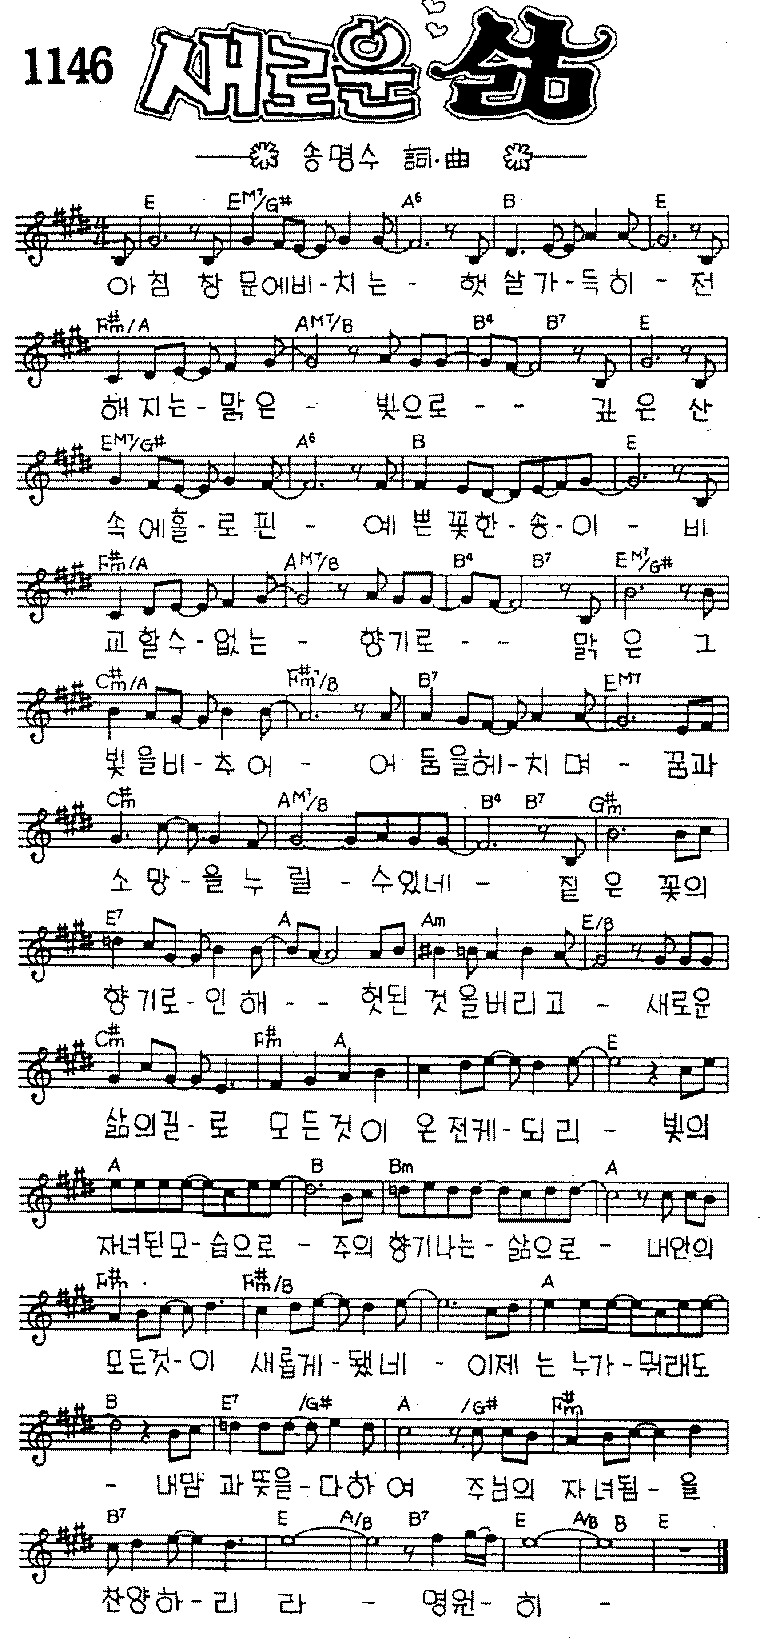 1146 새로운 삶
송명수 詞·曲
E EM7/G# A6 B E
아 침 창 문에비-치는- 햇 살가-득히- 전
F#m/A AM7/B B4 B7 E
해지는-맑은- 빛으로-- 깊은산
EM7/G# A6 B E
속에홀-로핀- 예쁜꽃한-송-이- 비
F#m/A AM7/B B4 B7 EM7/G#
교할수-없는- 향기로-- 맑은그
C#m/A F#m7/B B7 EM7
빛을비-추어- 어둠을헤-치며- 꿈과
C#m AM7/B B4 B7 G#m
소망-을누릴-수있네- 짙은꽃의
E7 A Am E/B
향기로-인해-- 헛된것을버리고- 새로운
C#m F#m A E
삶의길-로 모든것이 온전케-되리- 빛의
A B Bm A
자녀된모-습으로- 주의향기나는-삶으로- 내안의
F#m F#m/B A
모든것-이 새롭게-됐네- 이제는누가-뭐래도
B E7 /G# A /G# F#m
- 내맘과뜻을-다하여 주님의 자녀됨-을
B7 E A/B B7 E A/B B E
찬양하-리라- 영원-히-